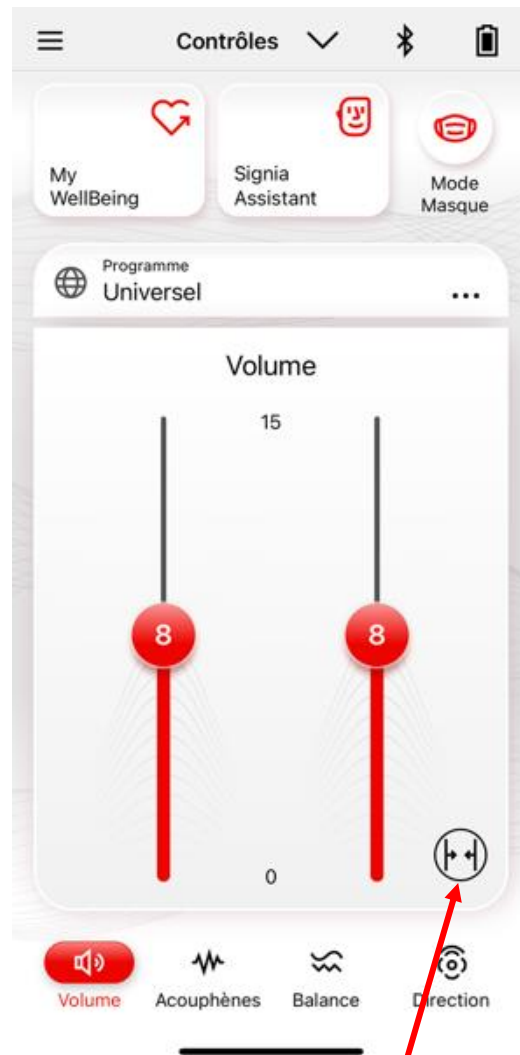 Contrôles
My
WellBeing
Signia
Assistant
Mode
Masque
Programme
Universel
...
Volume
15
8 8
0
Volume Acouphènes Balance Direction